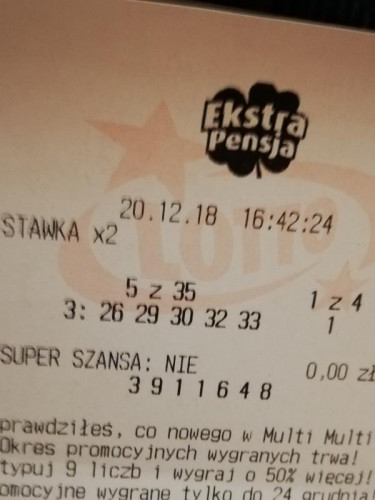 Ekstra
Pensja
LOTTO
20.12.18 16:42:24
STAWKA x2
5 z 35 1 z 4
3: 26 29 30 32 33 1
SUPER SZANSA: NIE 0,00 zł
3911648
prawdziłeś, co nowego w Multi Multi
Okres promocyjnych wygranych trwa!
typuj 9 liczb i wygraj o 50% więcej!
omocyjne wygrane tylko do 24 grudnia